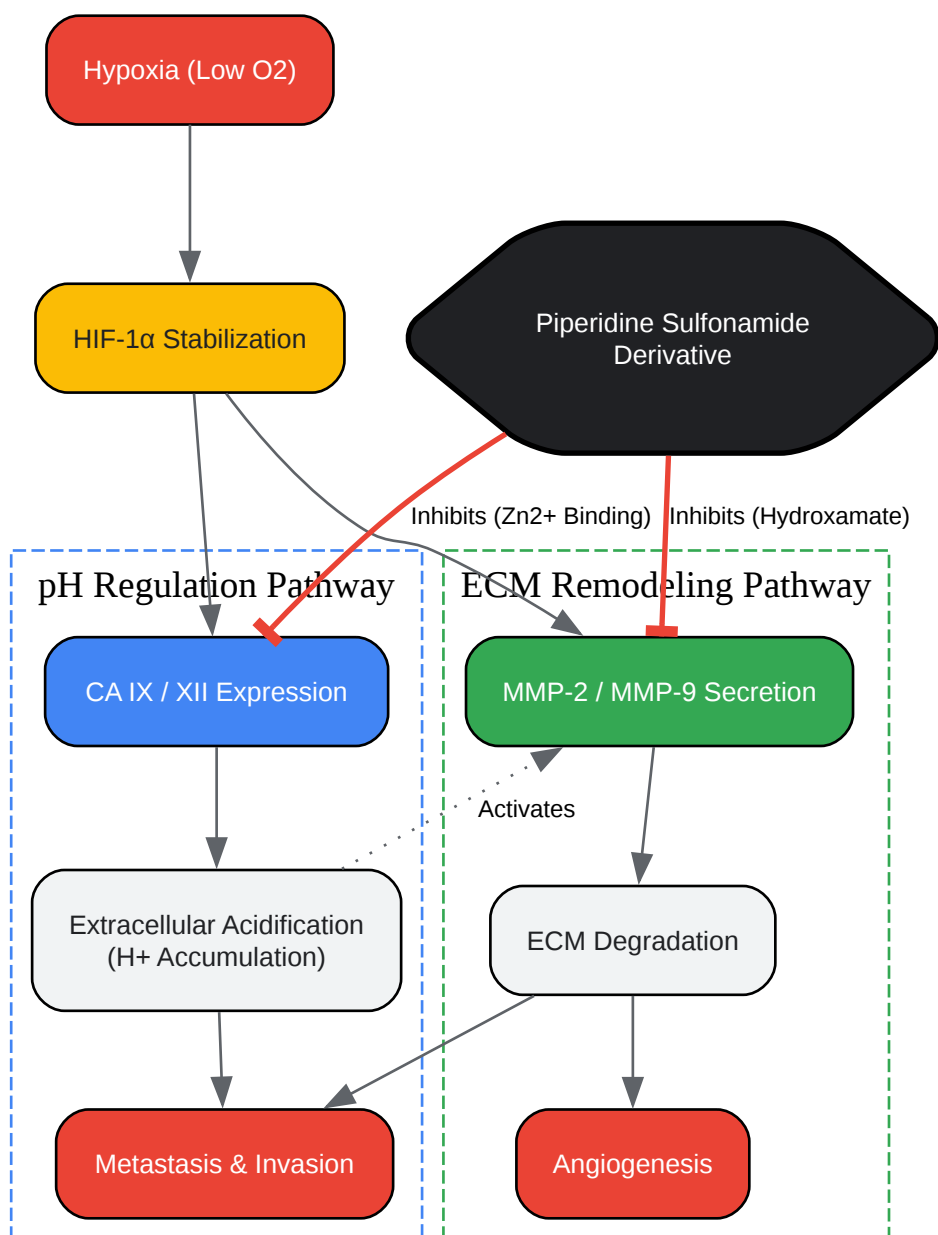 Hypoxia (Low O2)
Piperidine Sulfonamide
Derivative
HIF-1α Stabilization
Inhibits (Zn2+ Binding)
Inhibits (Hydroxamate)
pH Regulation Pathway
ECM Remodeling Pathway
CA IX / XII Expression
MMP-2 / MMP-9 Secretion
Activates
Extracellular Acidification
(H+ Accumulation)
ECM Degradation
Metastasis & Invasion
Angiogenesis